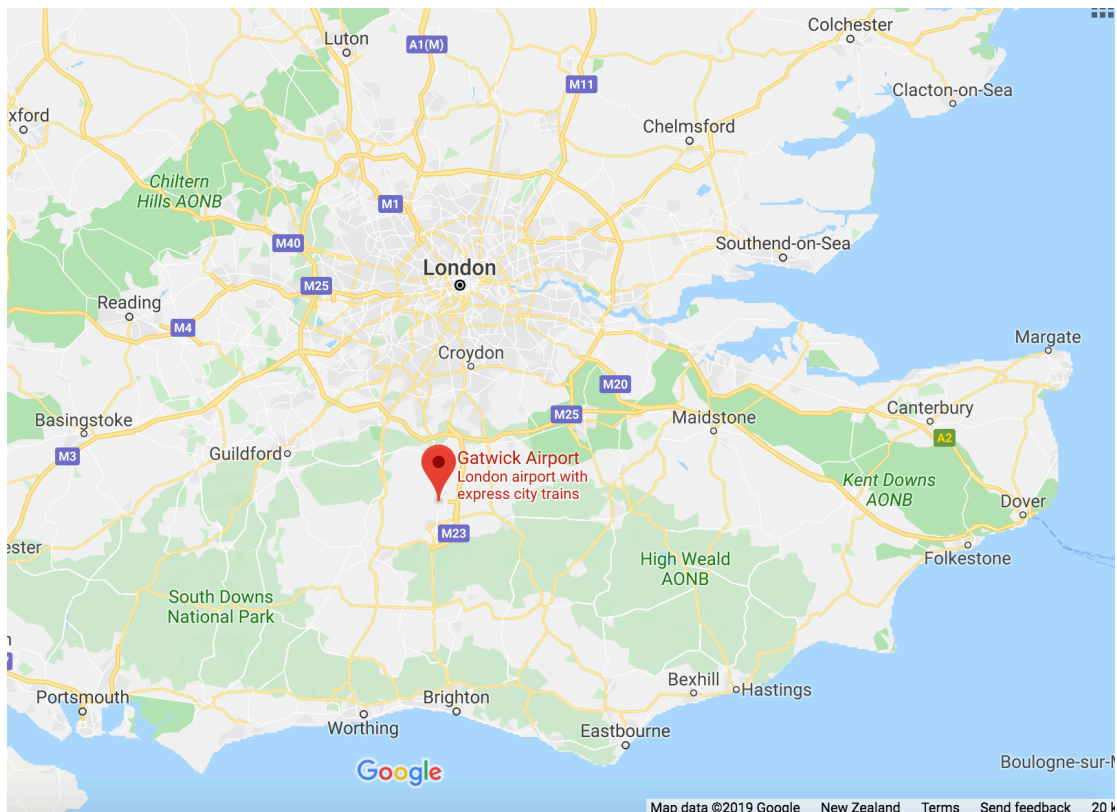 Luton
A1(M)
Colchester
M11
Clacton-on-Sea
xford
Chelmsford
Chiltern
Hills AONB
M1
M40
Southend-on-Sea
London
M25
Reading
M4
Margate
Croydon
M20
Basingstoke
M25
Maidstone
Canterbury
A2
M3
Guildford
Gatwick Airport
London airport with
express city trains
Kent Downs
AONB
Dover
M23
ester
High Weald
AONB
Folkestone
South Downs
National Park
Bexhill
Hastings
Portsmouth
Brighton
Worthing
Eastbourne
Google
Boulogne-sur-M
Map data ©2019 Google New Zealand Terms Send feedback 20 k